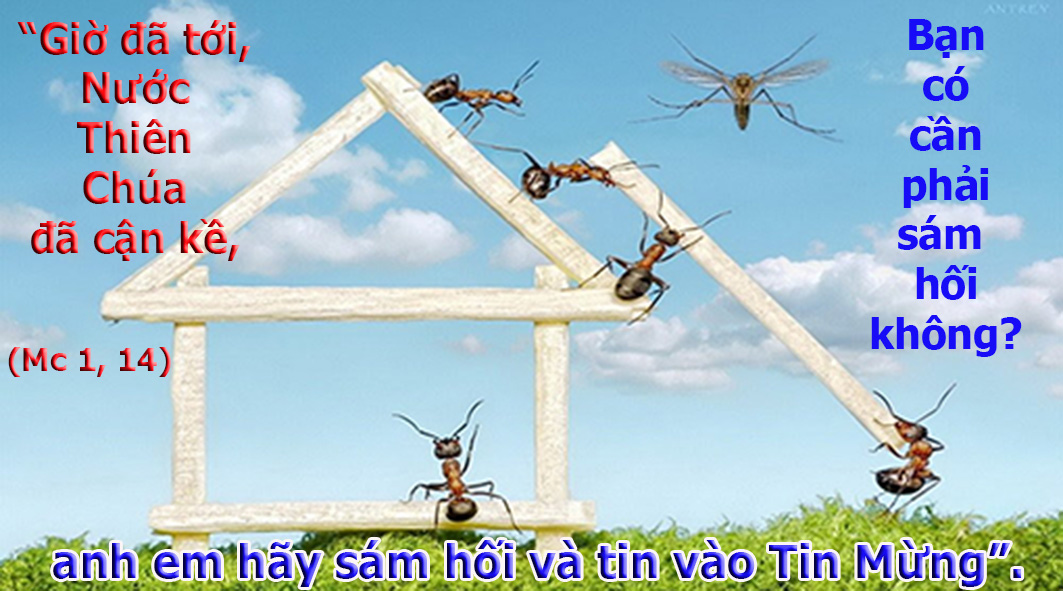 “Giờ đã tới,
Nước
Thiên
Chúa
đã cận kề,
(Mc 1, 14)
Bạn
có
cần
phải
sám
hối
không?
anh em hãy sám hối và tin vào Tin Mừng”.
ANTREY